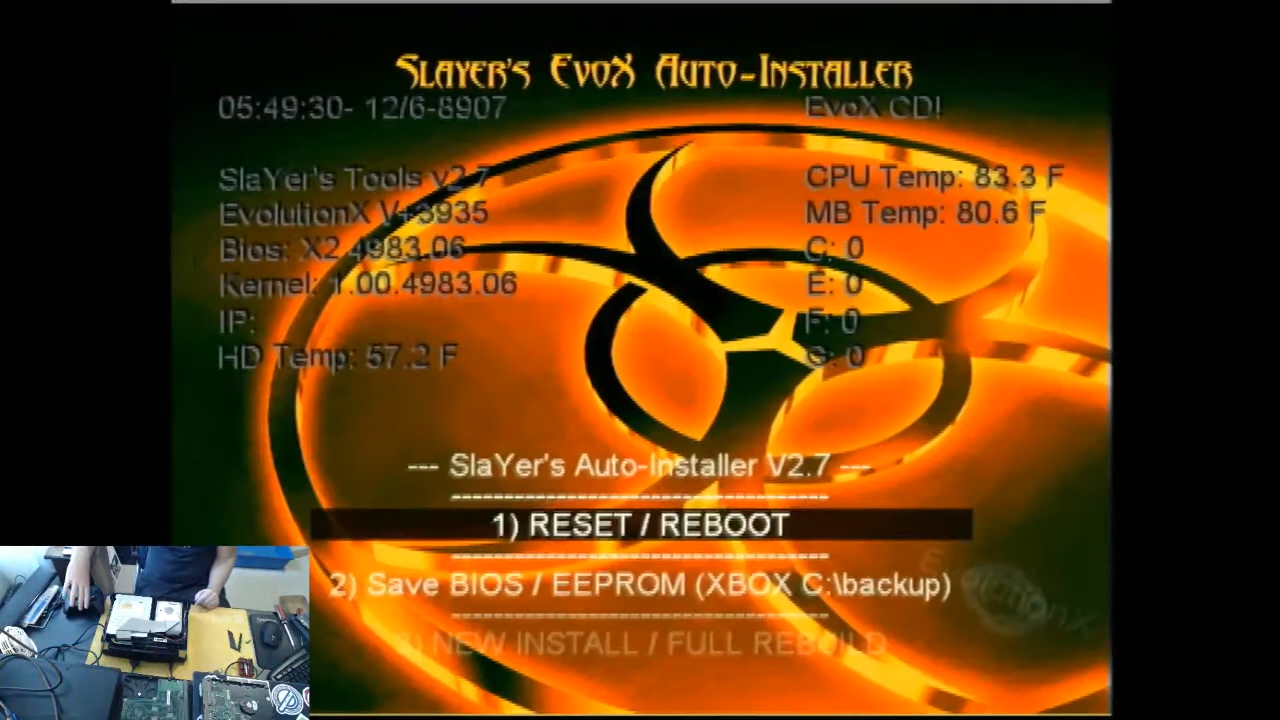 SLAYER'S EVOX AUTO-INSTALLER
05:49:30- 12/6-8907
EvoX CD!
SlaYer's Tools v2.7
CPU Temp: 83.3 F
EvolutionX V+3935
MB Temp: 80.6 F
Bios: X2 4983.06
C: 0
Kernel: 1.00.4983.06
E: 0
IP:
F: 0
HD Temp: 57.2 F
G: 0
--- SlaYer's Auto-Installer V2.7 ---
------------------------------------
1) RESET / REBOOT
------------------------------------
2) Save BIOS / EEPROM (XBOX C:\backup)
------------------------------------
3) NEW INSTALL / FULL REBUILD